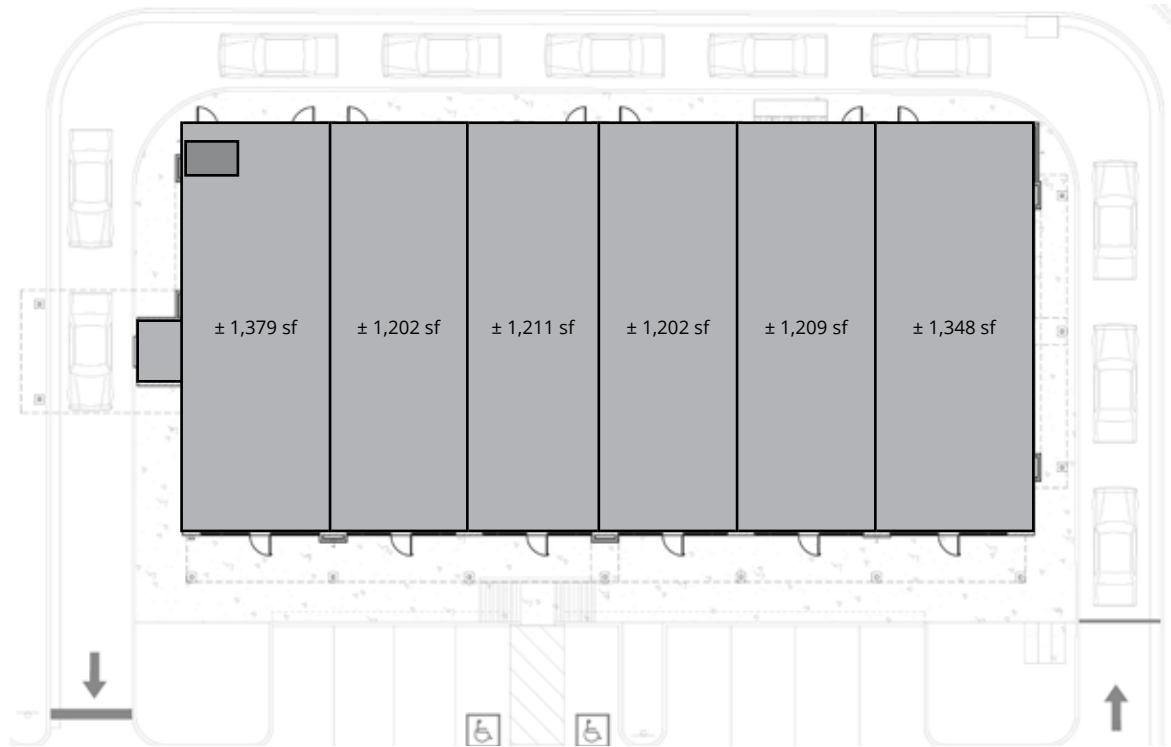 ± 1,379 sf
± 1,202 sf
± 1,211 sf
± 1,202 sf
± 1,209 sf
± 1,348 sf